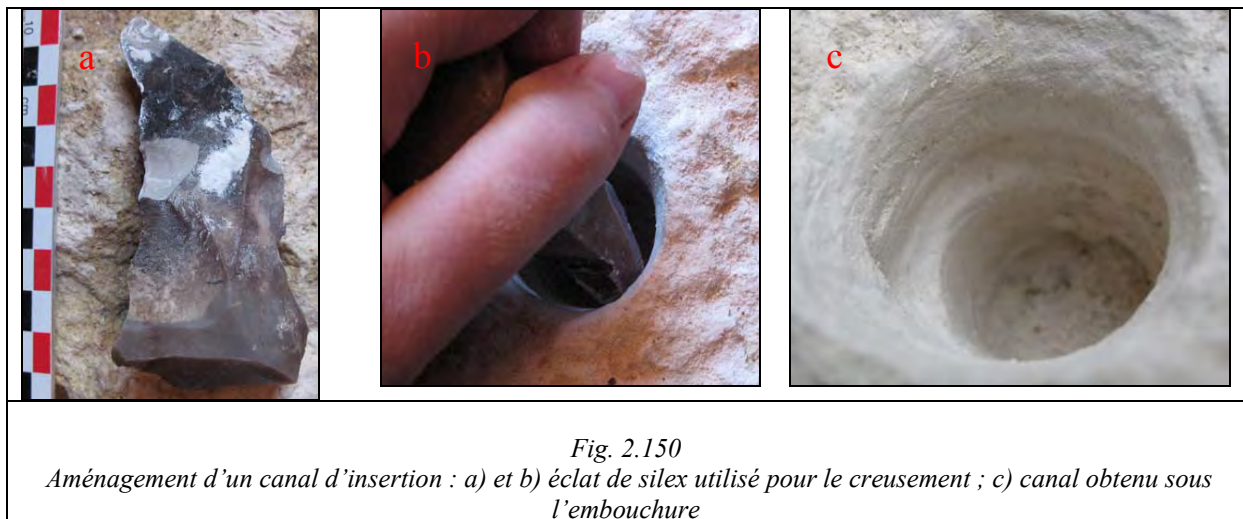 a
b
c
10
cm
Fig. 2.150
Aménagement d’un canal d’insertion : a) et b) éclat de silex utilisé pour le creusement ; c) canal obtenu sous
l’embouchure